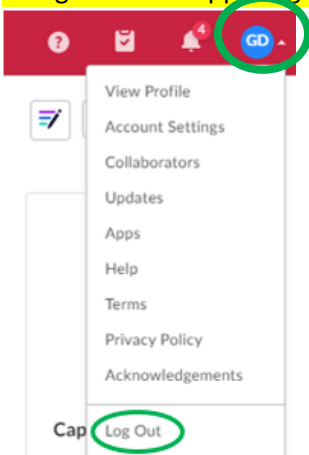 ? 4 GD
View Profile
Account Settings
Collaborators
Updates
Apps
Help
Terms
Privacy Policy
Acknowledgements
Cap Log Out